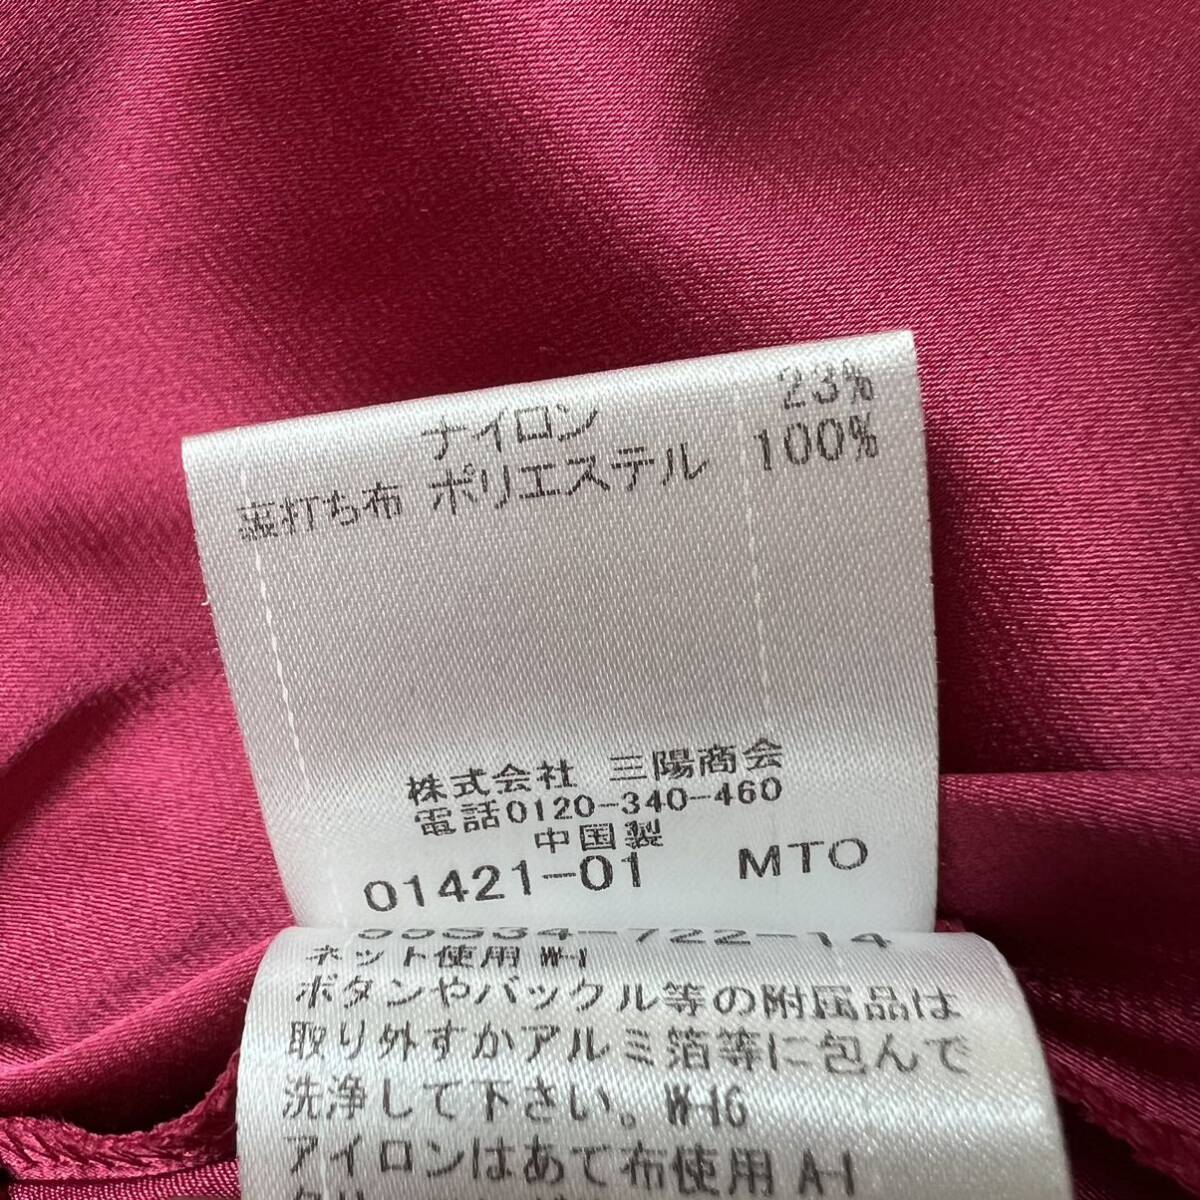 ナイロン 23%
裏打ち布 ポリエステル 100%
株式会社 三陽商会
電話0120-340-460
中国製
01421-01 MTO
-722-14
ネット使用 W-1
ボタンやバックル等の附属品は
取り外すかアルミ箔等に包んで
洗浄して下さい。W-16
アイロンはあて布使用 A-1